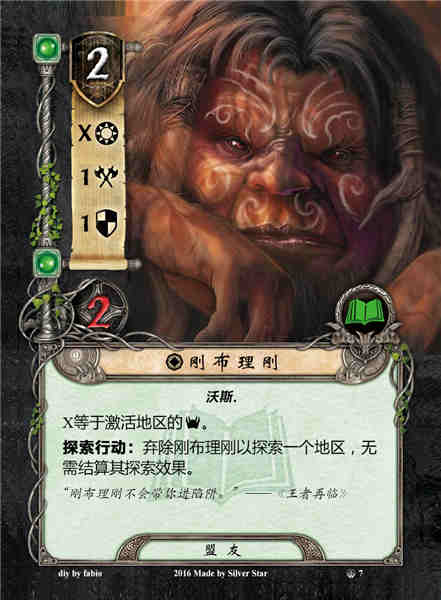 2
X
1
1
2
刚布理刚
沃斯.
X等于激活地区的。
探索行动：弃除刚布理刚以探索一个地区，无
需结算其探索效果。
“刚布理刚不会带你进陷阱。”——《王者再临》
盟友
diy by fabio 2016 Made by Silver Star 7